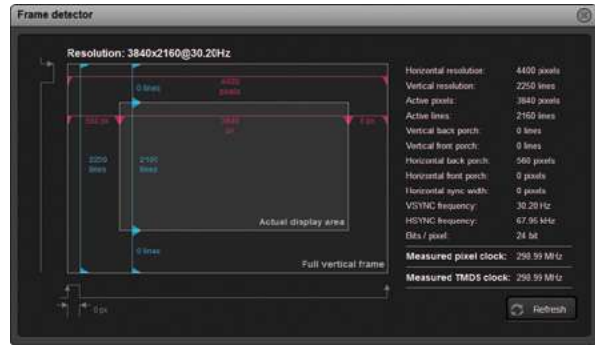 Frame detector
Resolution: 3840x2160@30.20Hz
4400
pixels
0 lines
560 px
3840
px
0 px
2250
lines
2160
lines
Actual display area
0 lines
Full vertical frame
0 px
Horizontal resolution: 4400 pixels
Vertical resolution: 2250 lines
Active pixels: 3840 pixels
Active lines: 2160 lines
Vertical back porch: 0 lines
Vertical front porch: 0 lines
Horizontal back porch: 560 pixels
Horizontal front porch: 0 pixels
Horizontal sync width: 0 pixels
VSYNC frequency: 30.20 Hz
HSYNC frequency: 67.95 kHz
Bits / pixel: 24 bit
Measured pixel clock: 298.99 MHz
Measured TMDS clock: 298.99 MHz
Refresh